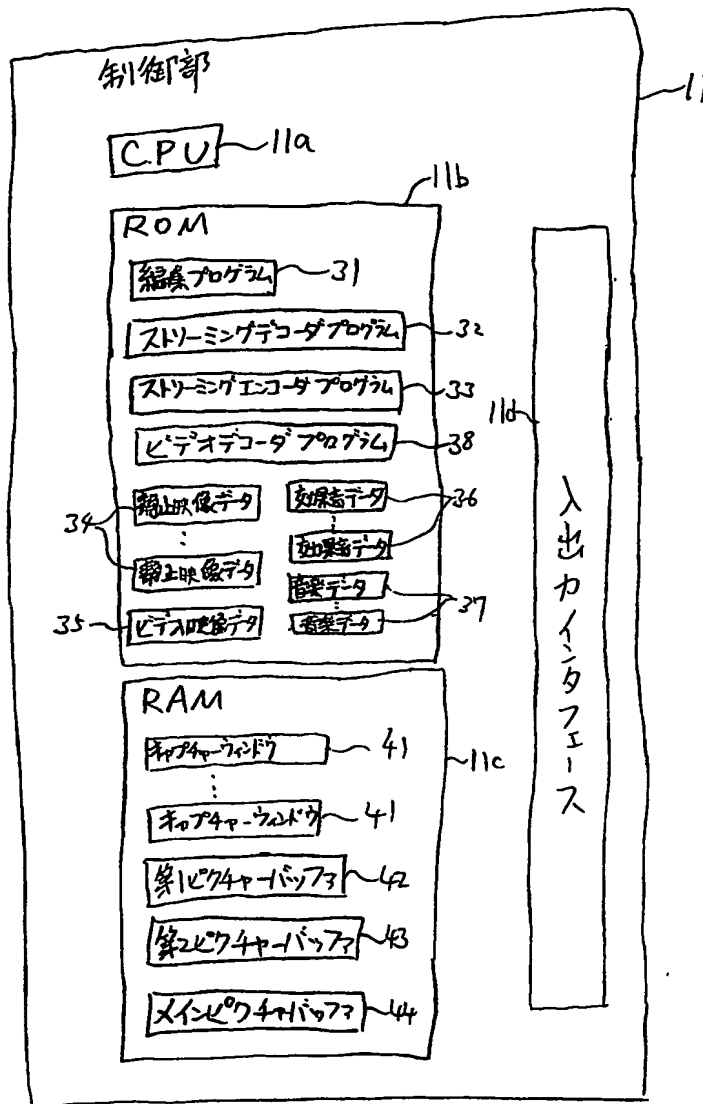 制御部
11
CPU
11a
11b
ROM
編集プログラム
31
ストリーミングデコーダプログラム
32
ストリーミングエンコーダプログラム
33
ビデオデコーダプログラム
38
34
静止映像データ
静止映像データ
35
ビデオ映像データ
効果音データ
効果音データ
36
音楽データ
音楽データ
37
RAM
11c
キャプチャーウィンドウ
41
キャプチャーウィンドウ
41
第1ピクチャーバッファ
42
第2ピクチャーバッファ
43
メインピクチャバッファ
44
11d
入出力インタフェース